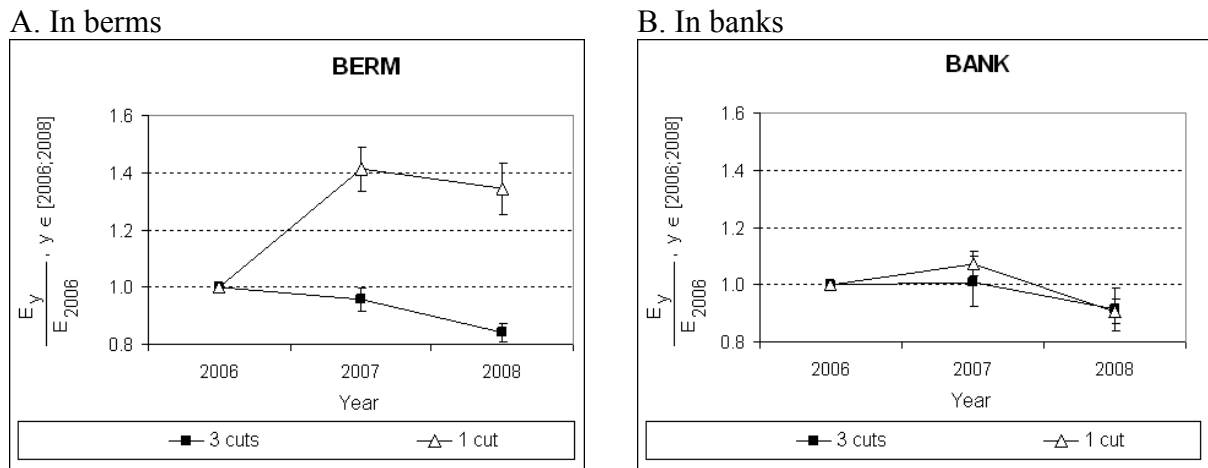 A. In berms
BERM
1.6
1.4
1.2
1.0
0.8
E_y / E_2006 , y ∈ [2006;2008]
2006 2007 2008
Year
3 cuts 1 cut
B. In banks
BANK
1.6
1.4
1.2
1.0
0.8
E_y / E_2006 , y ∈ [2006;2008]
2006 2007 2008
Year
3 cuts 1 cut